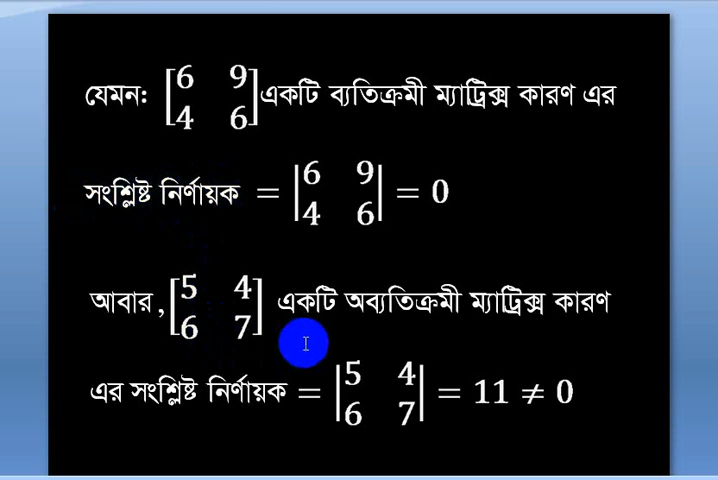 যেমনঃ [6 9 4 6] একটি ব্যতিক্রমী ম্যাট্রিক্স কারণ এর
সংশ্লিষ্ট নির্ণায়ক = |6 9 4 6| = 0
আবার, [5 4 6 7] একটি অব্যতিক্রমী ম্যাট্রিক্স কারণ
এর সংশ্লিষ্ট নির্ণায়ক = |5 4 6 7| = 11 ≠ 0